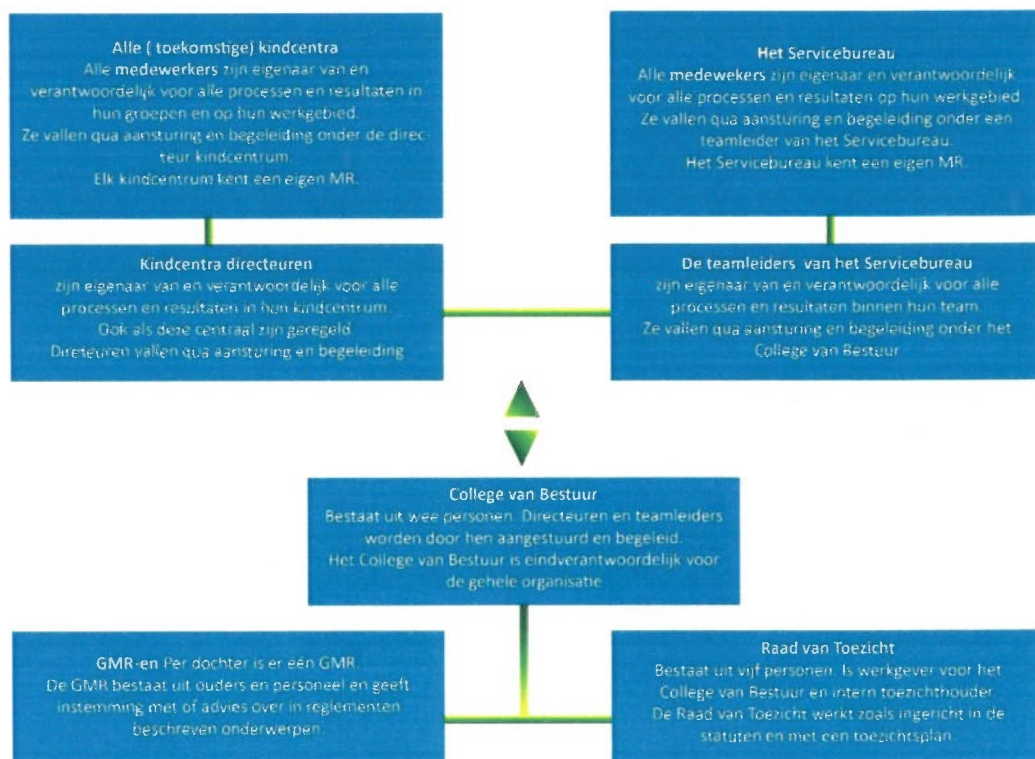 Alle ( toekomstige) kindcentra
Alle medewerkers zijn eigenaar van en
verantwoordelijk voor alle processen en resultaten in
hun groepen en op hun werkgebied.
Ze vallen qua aansturing en begeleiding onder de direc-
teur kindcentrum.
Elk kindcentrum kent een eigen MR.
Het Servicebureau
Alle medewekers zijn eigenaar en verantwoordelijk
voor alle processen en resultaten op hun werkgebied
Ze vallen qua aansturing en begeleiding onder een
teamleider van het Servicebureau.
Het Servicebureau kent een eigen MR.
Kindcentra directeuren
zijn eigenaar van en verantwoordelijk voor alle
processen en resultaten in hun kindcentrum.
Ook als deze centraal zijn geregeld.
Direteuren vallen qua aansturing en begeleiding
De teamleiders van het Servicebureau
zijn eigenaar van en verantwoordelijk voor alle
processen en resultaten binnen hun team.
Ze vallen qua aansturing en begeleiding onder het
College van Bestuur
College van Bestuur
Bestaat uit wee personen. Directeuren en teamleiders
worden door hen aangestuurd en begeleid.
Het College van Bestuur is eindverantwoordelijk voor
de gehele organisatie
GMR-en Per dochter is er één GMR.
De GMR bestaat uit ouders en personeel en geeft
instemming met of advies over in reglementen
beschreven onderwerpen.
Raad van Toezicht
Bestaat uit vijf personen. Is werkgever voor het
College van Bestuur en intern toezichthouder.
De Raad van Toezicht werkt zoals ingericht in de
statuten en met een toezichtsplan.